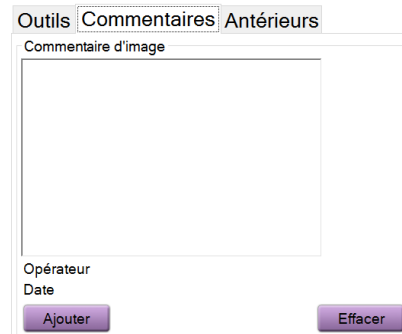 Outils Commentaires Antérieurs
Commentaire d'image
Opérateur
Date
Ajouter Effacer